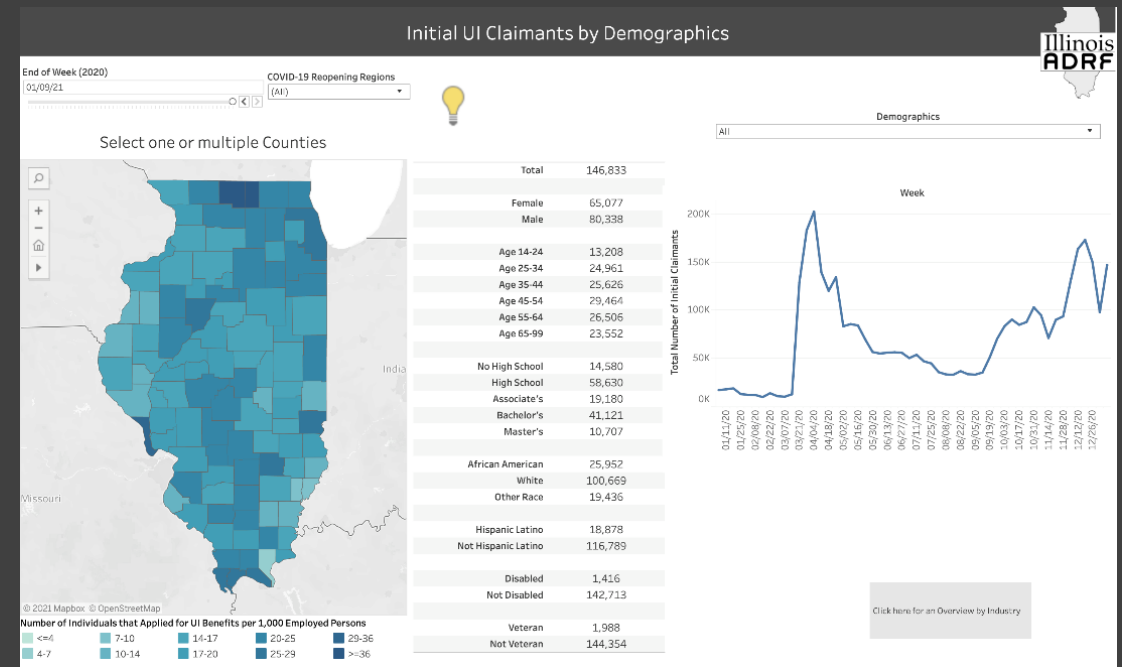 Initial UI Claimants by Demographics
Illinois
ADRF
End of Week (2020)
01/09/21
COVID-19 Reopening Regions
(All)
Demographics
All
Select one or multiple Counties
India
Missouri
© 2021 Mapbox © OpenStreetMap
Number of Individuals that Applied for UI Benefits per 1,000 Employed Persons
<=4 7-10 14-17 20-25 29-36
4-7 10-14 17-20 25-29 >=36
Total 146,833
Female 65,077
Male 80,338
Age 14-24 13,208
Age 25-34 24,961
Age 35-44 25,626
Age 45-54 29,464
Age 55-64 26,506
Age 65-99 23,552
No High School 14,580
High School 58,630
Associate's 19,180
Bachelor's 41,121
Master's 10,707
African American 25,952
White 100,669
Other Race 19,436
Hispanic Latino 18,878
Not Hispanic Latino 116,789
Disabled 1,416
Not Disabled 142,713
Veteran 1,988
Not Veteran 144,354
Week
Total Number of Initial Claimants
200K
150K
100K
50K
0K
01/11/20
01/25/20
02/08/20
02/22/20
03/07/20
03/21/20
04/04/20
04/18/20
05/02/20
05/16/20
05/30/20
06/13/20
06/27/20
07/11/20
07/25/20
08/08/20
08/22/20
09/05/20
09/19/20
10/03/20
10/17/20
10/31/20
11/14/20
11/28/20
12/12/20
12/26/20
Click here for an Overview by Industry